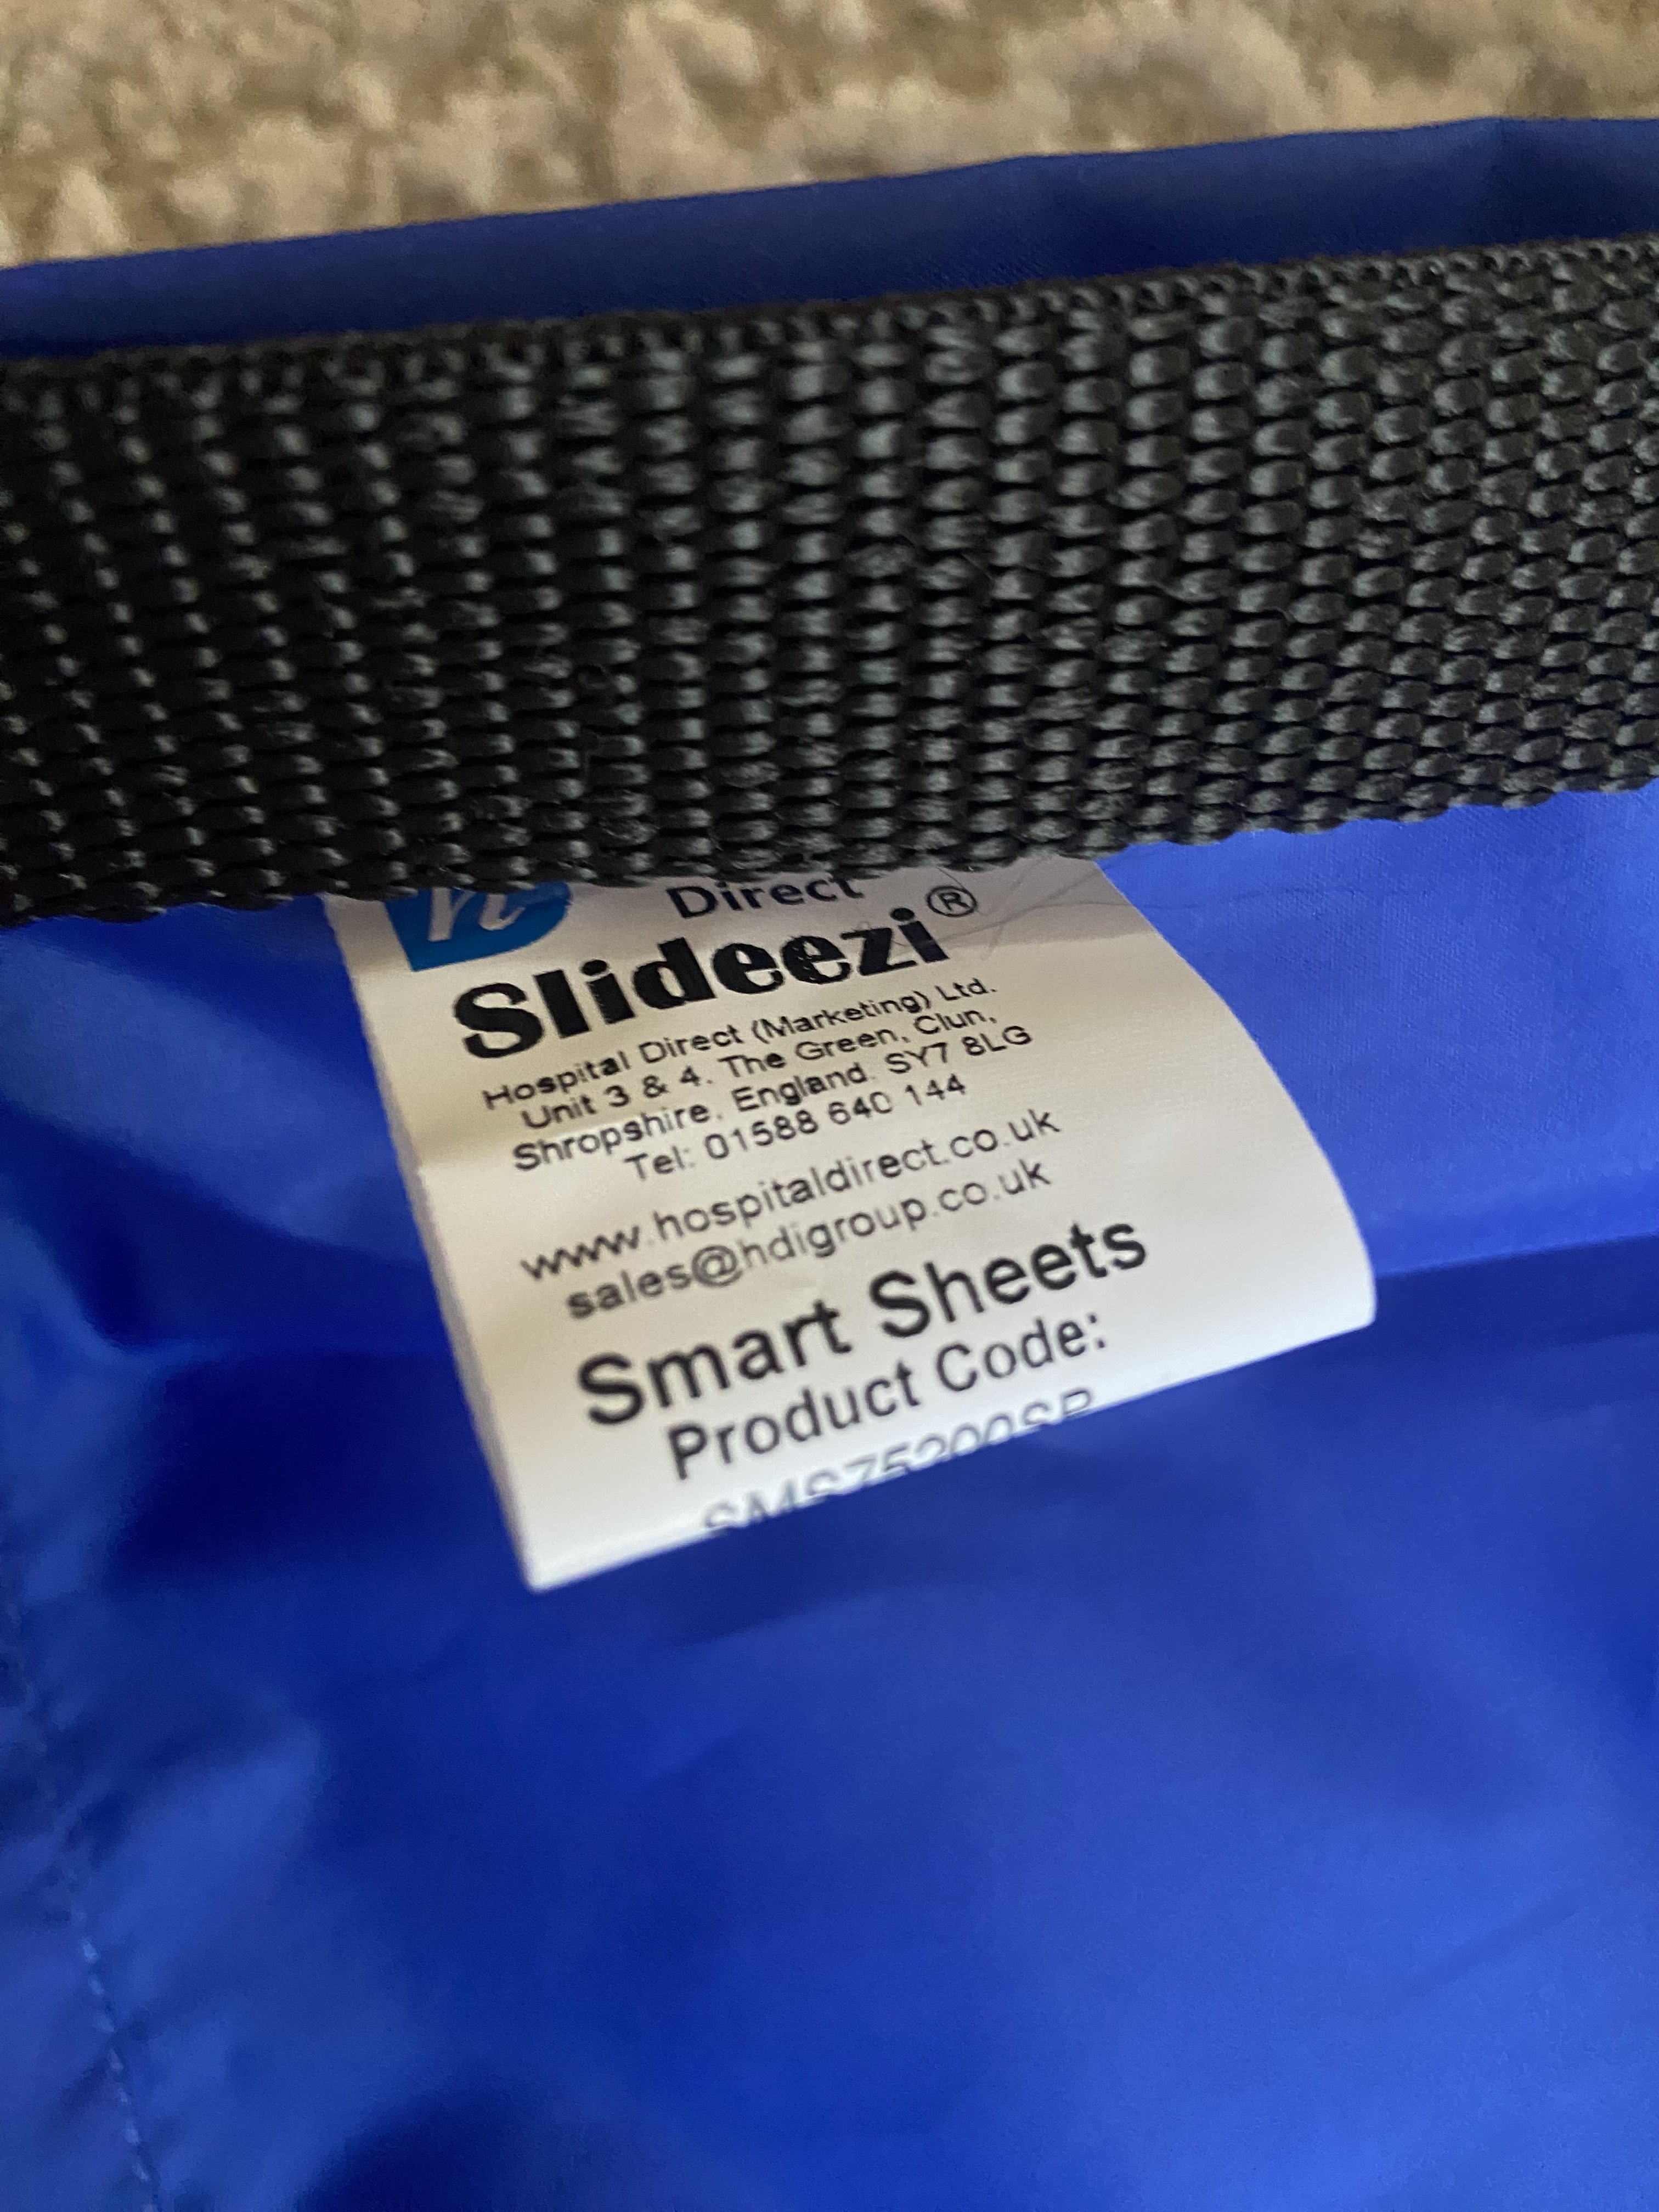 Direct
Slideezi®
Hospital Direct (Marketing) Ltd.
Unit 3 & 4, The Green, Clun,
Shropshire, England. SY7 8LG
Tel: 01588 640 144
www.hospitaldirect.co.uk
sales@hdigroup.co.uk
Smart Sheets
Product Code: